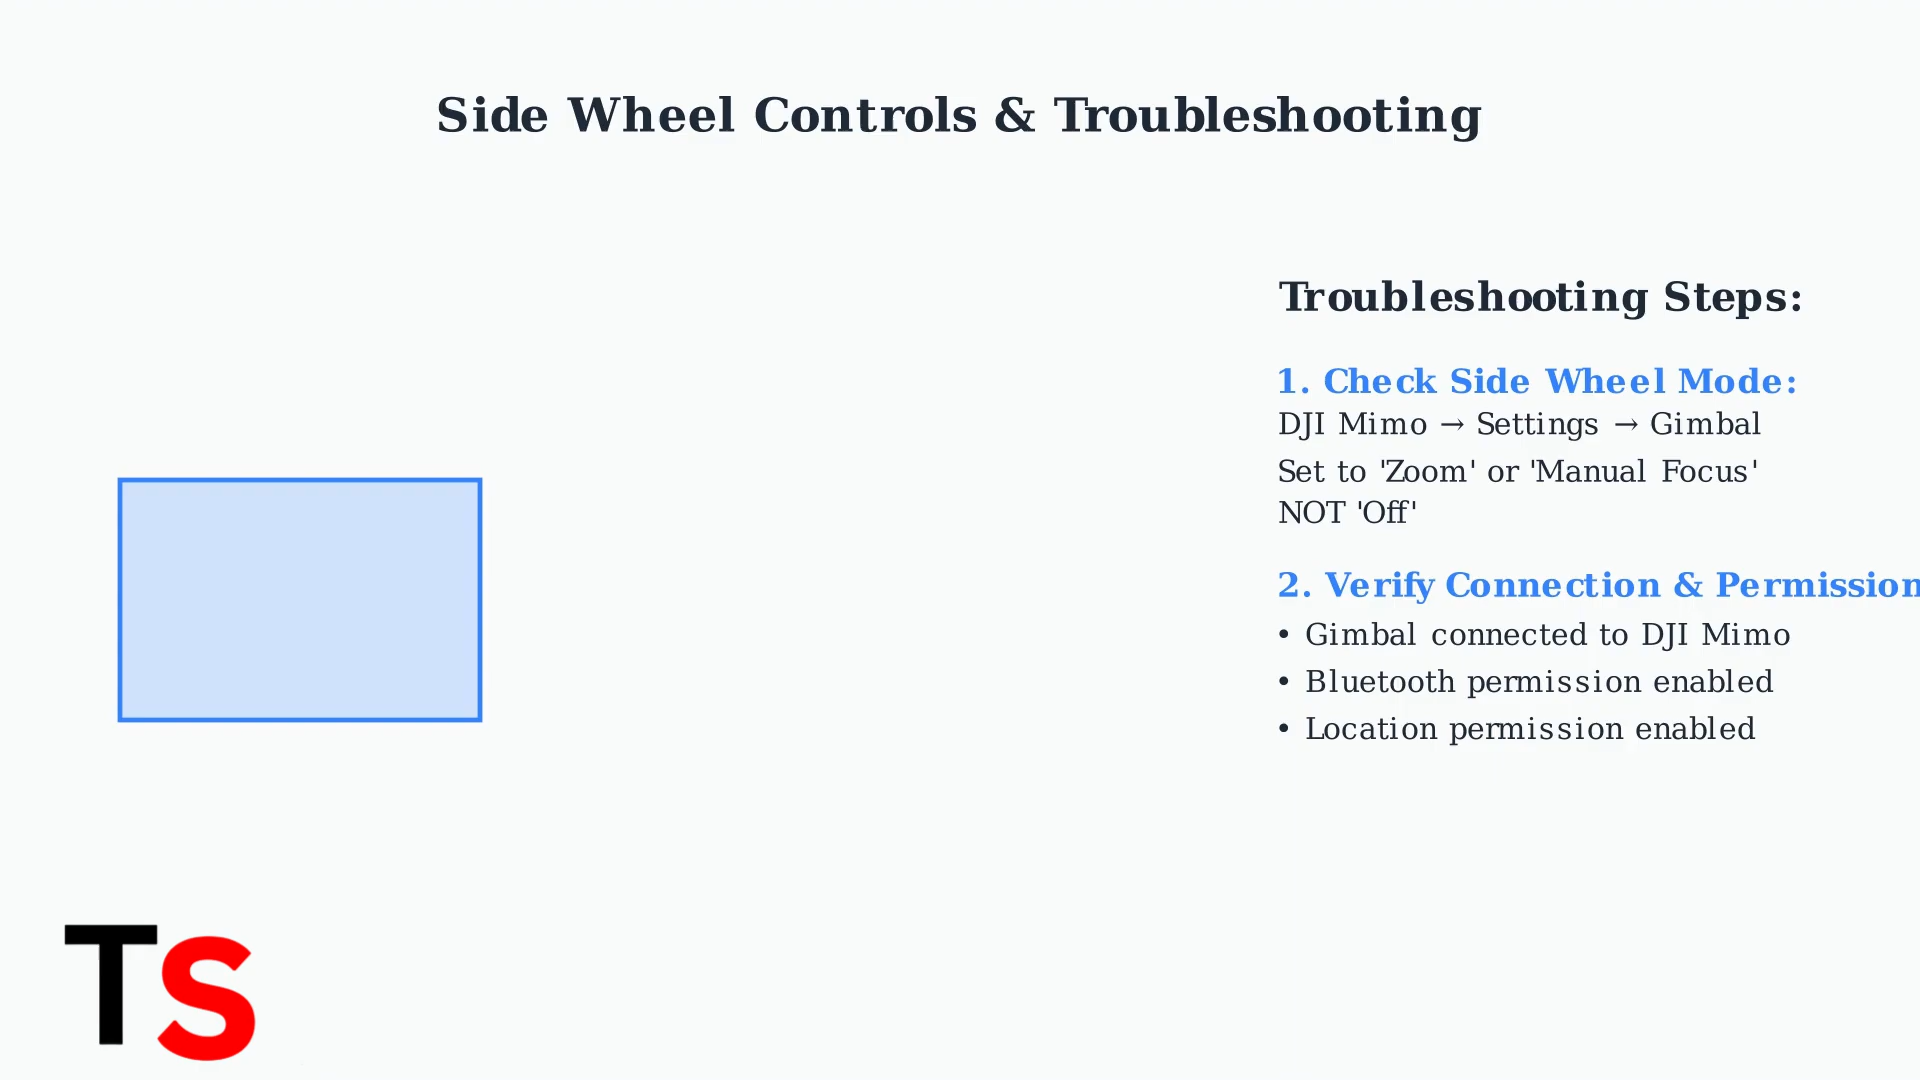 Side Wheel Controls & Troubleshooting
Troubleshooting Steps:
1. Check Side Wheel Mode:
DJI Mimo → Settings → Gimbal
Set to 'Zoom' or 'Manual Focus'
NOT 'Off'
2. Verify Connection & Permission
• Gimbal connected to DJI Mimo
• Bluetooth permission enabled
• Location permission enabled
TS